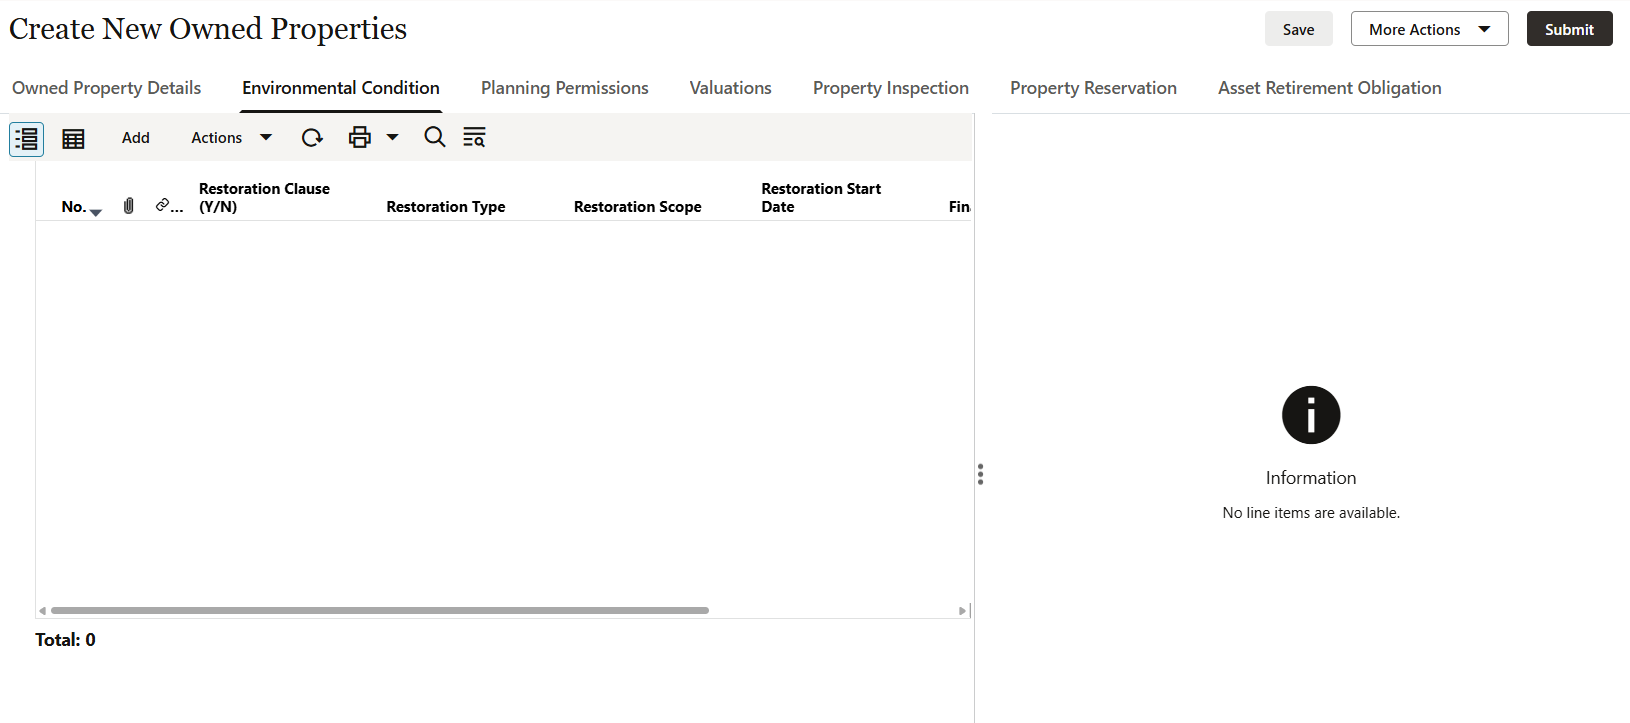 Create New Owned Properties
Save
More Actions
Submit
Owned Property Details
Environmental Condition
Planning Permissions
Valuations
Property Inspection
Property Reservation
Asset Retirement Obligation
Add
Actions
No.
...
Restoration Clause
(Y/N)
Restoration Type
Restoration Scope
Restoration Start
Date
Fin
Information
No line items are available.
Total: 0